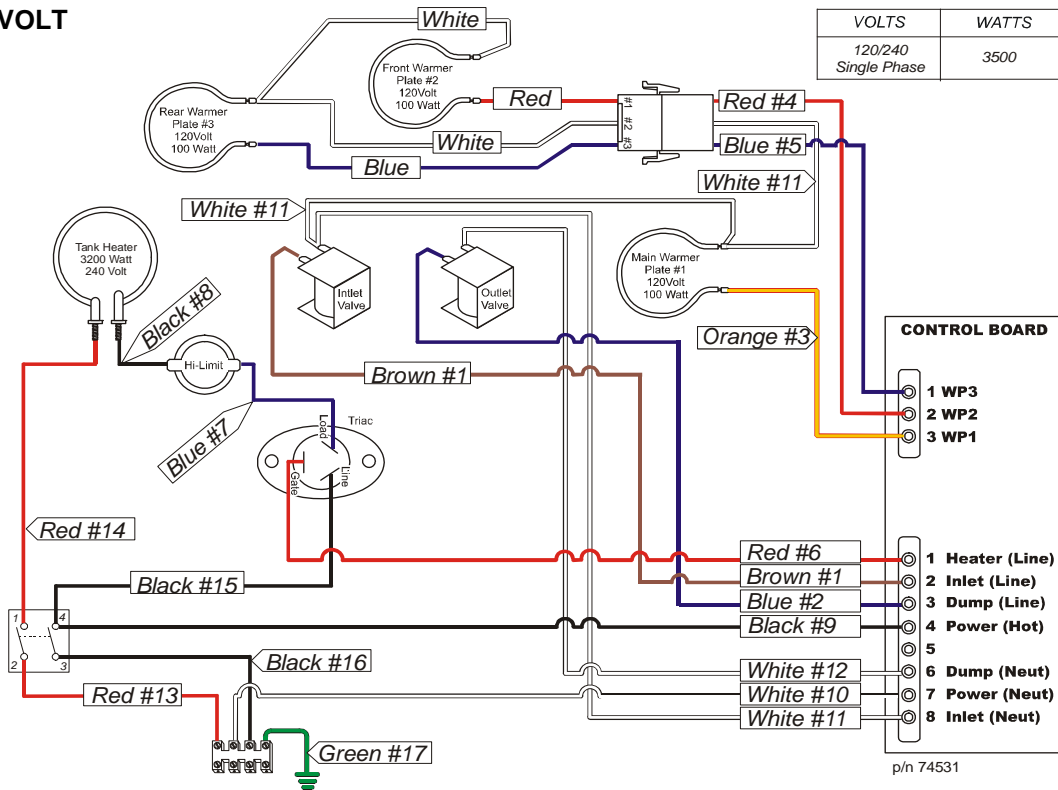 VOLT
VOLTS WATTS
120/240
Single Phase
3500
White
Front Warmer
Plate #2
120Volt
100 Watt
Red
#1
#2
#3
Red #4
Rear Warmer
Plate #3
120Volt
100 Watt
White
Blue #5
Blue
White #11
White #11
Tank Heater
3200 Watt
240 Volt
Main Warmer
Plate #1
120Volt
100 Watt
Inlet
Valve
Outlet
Valve
Black #8
Orange #3
CONTROL BOARD
Hi-Limit
Brown #1
1 WP3
2 WP2
3 WP1
Blue #7
Triac
Load
Line
Gate
Red #14
Red #6
1 Heater (Line)
Brown #1
2 Inlet (Line)
Black #15
Blue #2
3 Dump (Line)
1
4
2
3
Black #9
4 Power (Hot)
5
Black #16
White #12
6 Dump (Neut)
Red #13
White #10
7 Power (Neut)
White #11
8 Inlet (Neut)
Green #17
p/n 74531